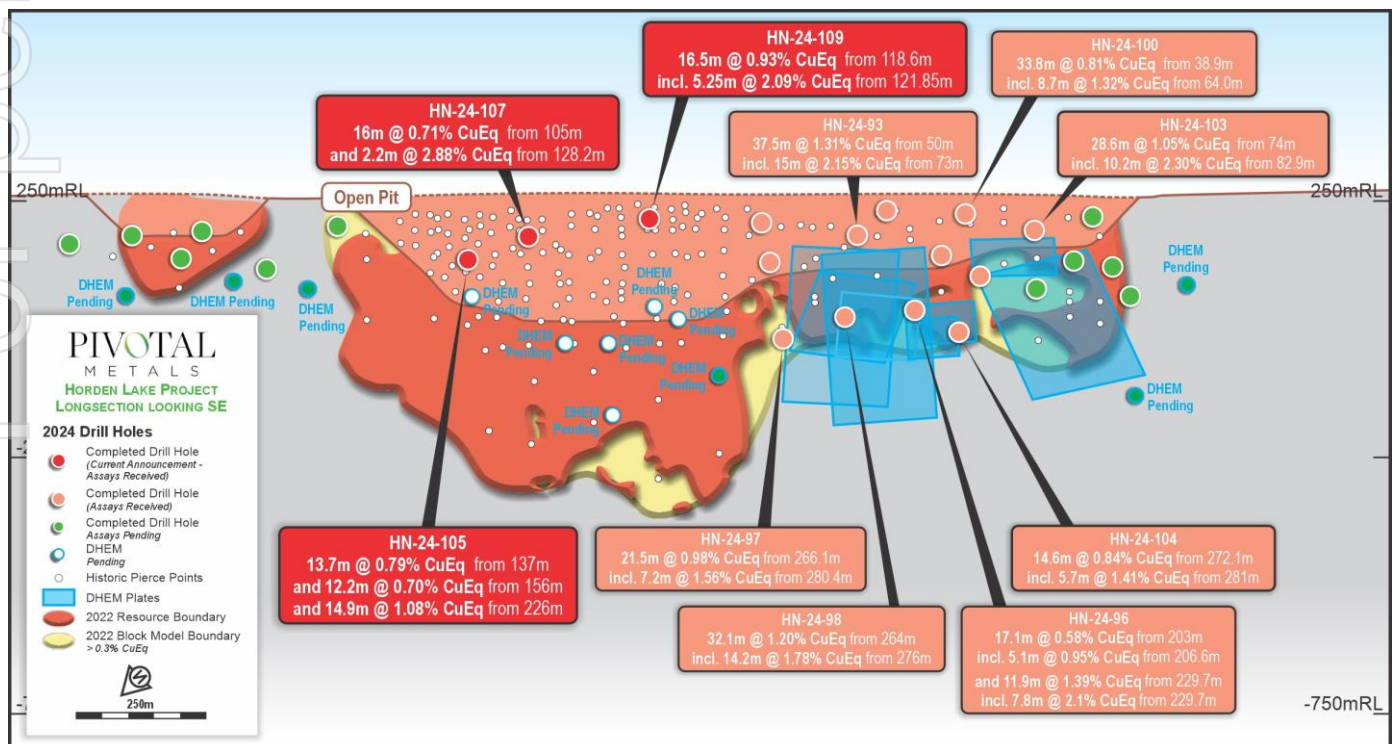 HN-24-109
16.5m @ 0.93% CuEq from 118.6m
incl. 5.25m @ 2.09% CuEq from 121.85m
HN-24-100
33.8m @ 0.81% CuEq from 38.9m
incl. 8.7m @ 1.32% CuEq from 64.0m
HN-24-107
16m @ 0.71% CuEq from 105m
and 2.2m @ 2.88% CuEq from 128.2m
HN-24-93
37.5m @ 1.31% CuEq from 50m
incl. 15m @ 2.15% CuEq from 73m
HN-24-103
28.6m @ 1.05% CuEq from 74m
incl. 10.2m @ 2.30% CuEq from 82.9m
250mRL
Open Pit
250mRL
DHEM
Pending
DHEM Pending
DHEM
Pending
DHEM
Pending
DHEM
Pending
DHEM
Pending
DHEM
Pending
DHEM
Pending
DHEM
Pending
DHEM
Pending
DHEM
Pending
DHEM
Pending
PIVOTAL
METALS
HORDEN LAKE PROJECT
LONGSECTION LOOKING SE
2024 Drill Holes
Completed Drill Hole
(Current Announcement -
Assays Received)
Completed Drill Hole
(Assays Received)
Completed Drill Hole
Assays Pending
DHEM
Pending
Historic Pierce Points
DHEM Plates
2022 Resource Boundary
2022 Block Model Boundary
> 0.3% CuEq
250m
HN-24-105
13.7m @ 0.79% CuEq from 137m
and 12.2m @ 0.70% CuEq from 156m
and 14.9m @ 1.08% CuEq from 226m
HN-24-97
21.5m @ 0.98% CuEq from 266.1m
incl. 7.2m @ 1.56% CuEq from 280.4m
HN-24-104
14.6m @ 0.84% CuEq from 272.1m
incl. 5.7m @ 1.41% CuEq from 281m
HN-24-98
32.1m @ 1.20% CuEq from 264m
incl. 14.2m @ 1.78% CuEq from 276m
HN-24-96
17.1m @ 0.58% CuEq from 203m
incl. 5.1m @ 0.95% CuEq from 206.6m
and 11.9m @ 1.39% CuEq from 229.7m
incl. 7.8m @ 2.1% CuEq from 229.7m
-750mRL